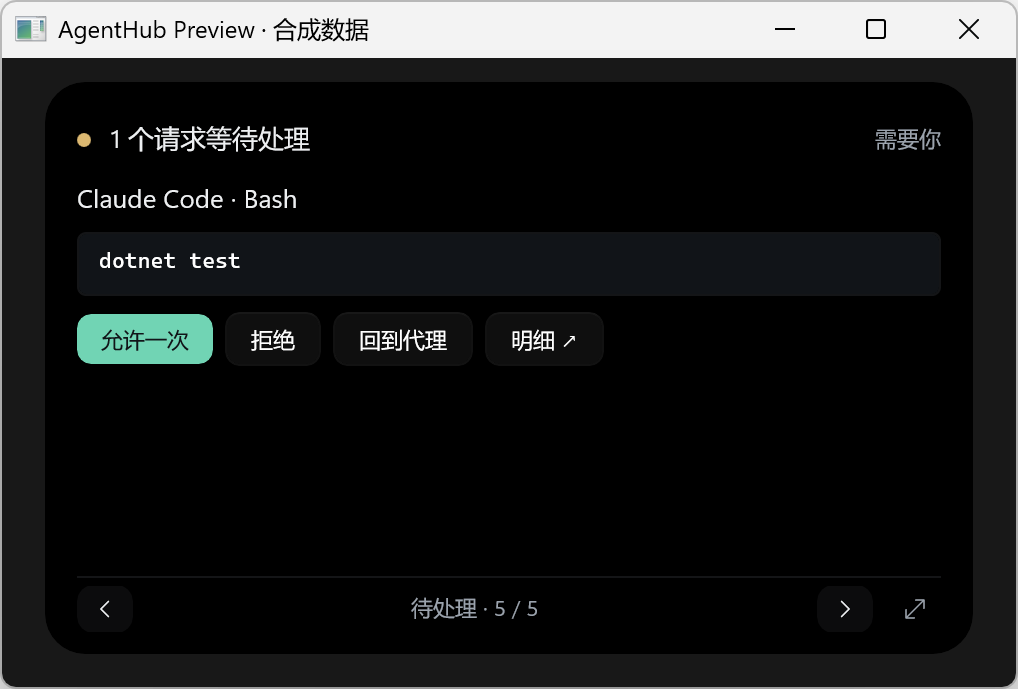 AgentHub Preview · 合成数据
1 个请求等待处理
需要你
Claude Code · Bash
dotnet test
允许一次
拒绝
回到代理
明细 ↗
待处理 · 5 / 5